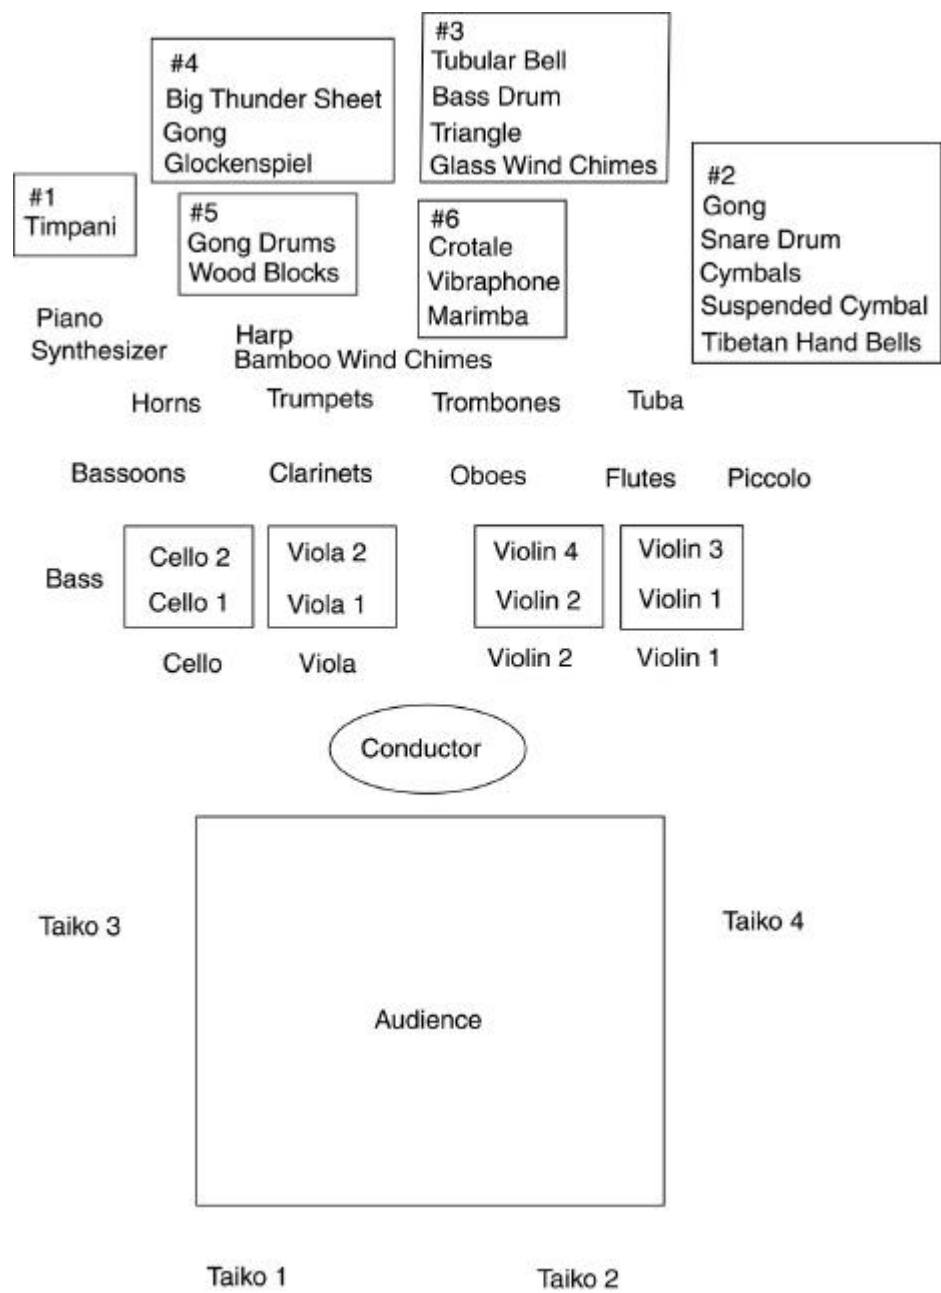 #4
Big Thunder Sheet
Gong
Glockenspiel
#3
Tubular Bell
Bass Drum
Triangle
Glass Wind Chimes
#1
Timpani
#5
Gong Drums
Wood Blocks
#6
Crotale
Vibraphone
Marimba
#2
Gong
Snare Drum
Cymbals
Suspended Cymbal
Tibetan Hand Bells
Piano
Synthesizer
Harp
Bamboo Wind Chimes
Horns
Trumpets
Trombones
Tuba
Bassoons
Clarinets
Oboes
Flutes
Piccolo
Bass
Cello 2
Cello 1
Cello
Viola 2
Viola 1
Viola
Violin 4
Violin 2
Violin 2
Violin 3
Violin 1
Violin 1
Conductor
Taiko 3
Taiko 4
Audience
Taiko 1
Taiko 2